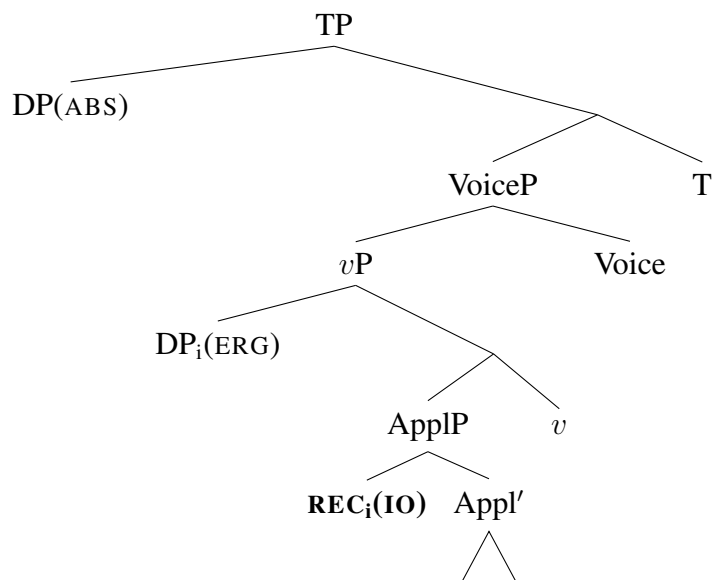 TP
DP(ABS)
VoiceP T
vP Voice
DPi(ERG)
ApplP v
RECi(IO) Appl′